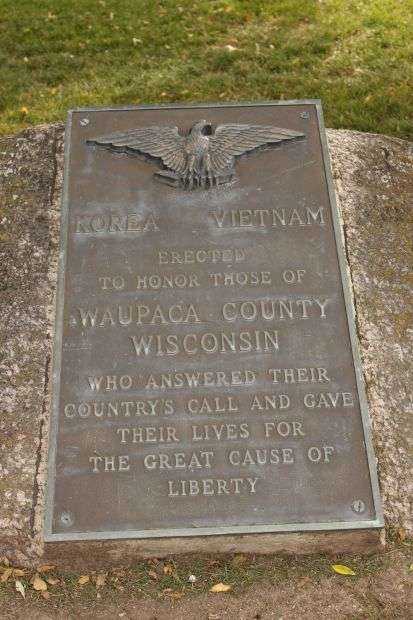 KOREA VIETNAM
ERECTED
TO HONOR THOSE OF
WAUPACA COUNTY
WISCONSIN
WHO ANSWERED THEIR
COUNTRY'S CALL AND GAVE
THEIR LIVES FOR
THE GREAT CAUSE OF
LIBERTY